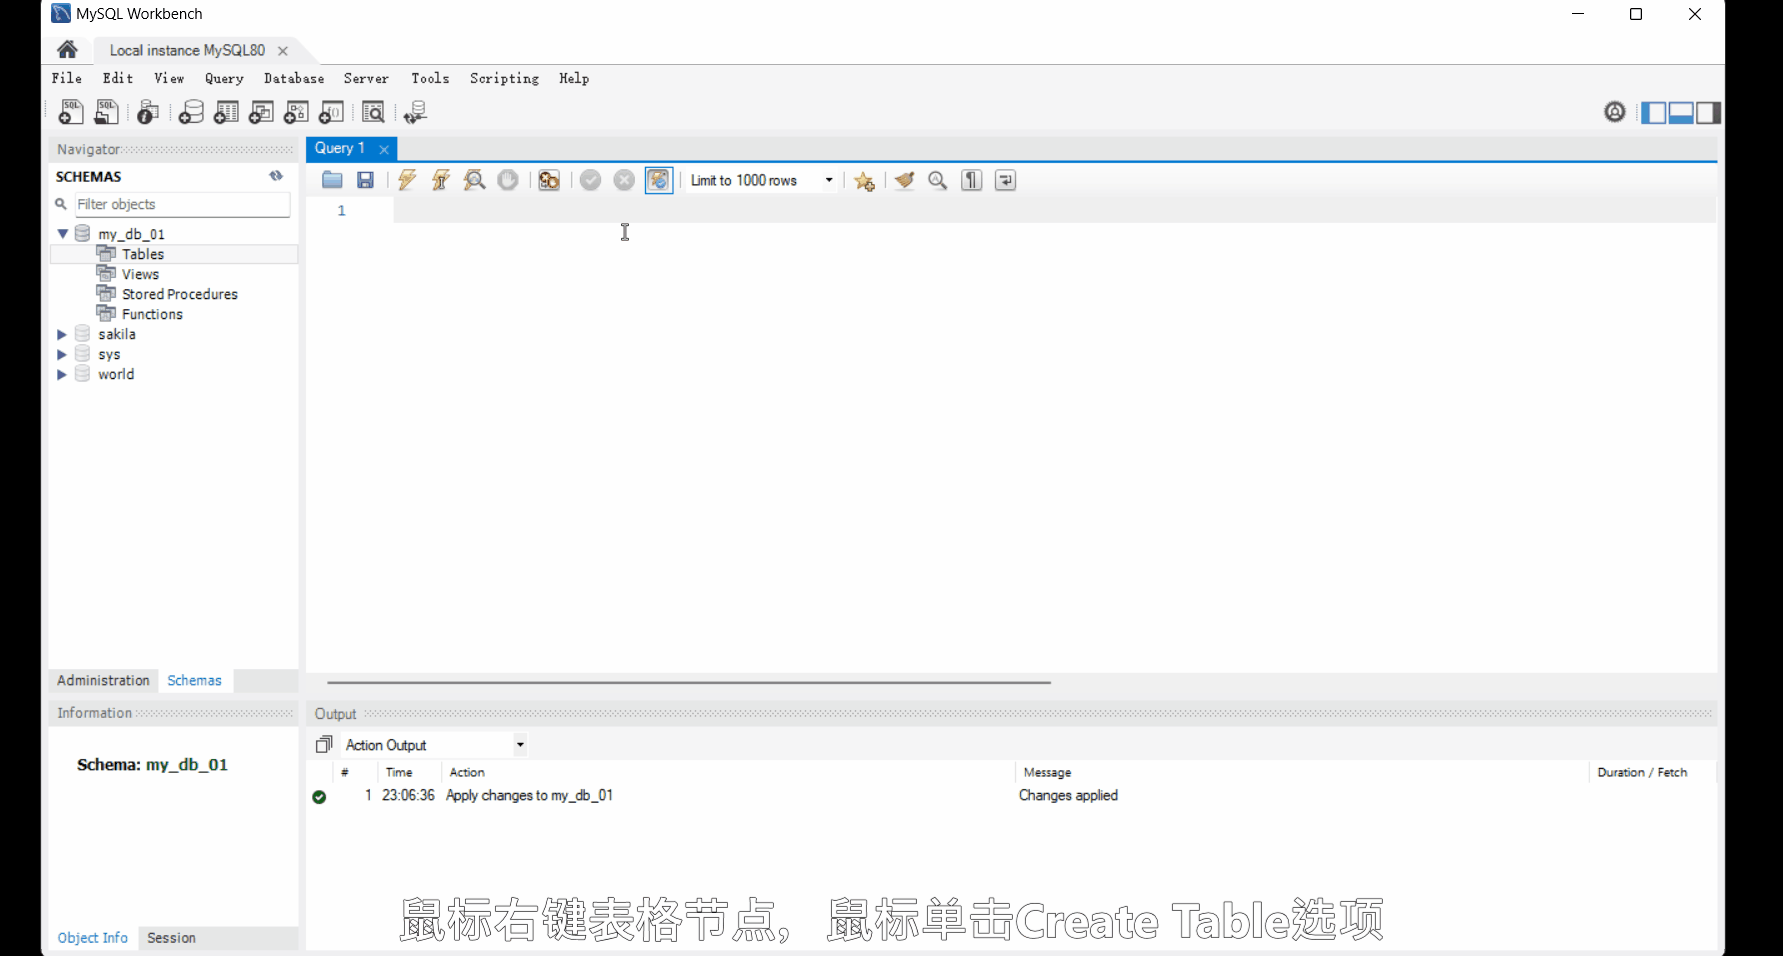 MySQL Workbench
Local instance MySQL80
File Edit View Query Database Server Tools Scripting Help
Navigator
SCHEMAS
Filter objects
my_db_01
Tables
Views
Stored Procedures
Functions
sakila
sys
world
Administration Schemas
Information
Schema: my_db_01
Object Info Session
Query 1
Limit to 1000 rows
1
Output
Action Output
# Time Action Message Duration / Fetch
1 23:06:36 Apply changes to my_db_01 Changes applied
鼠标右键表格节点，鼠标单击Create Table选项